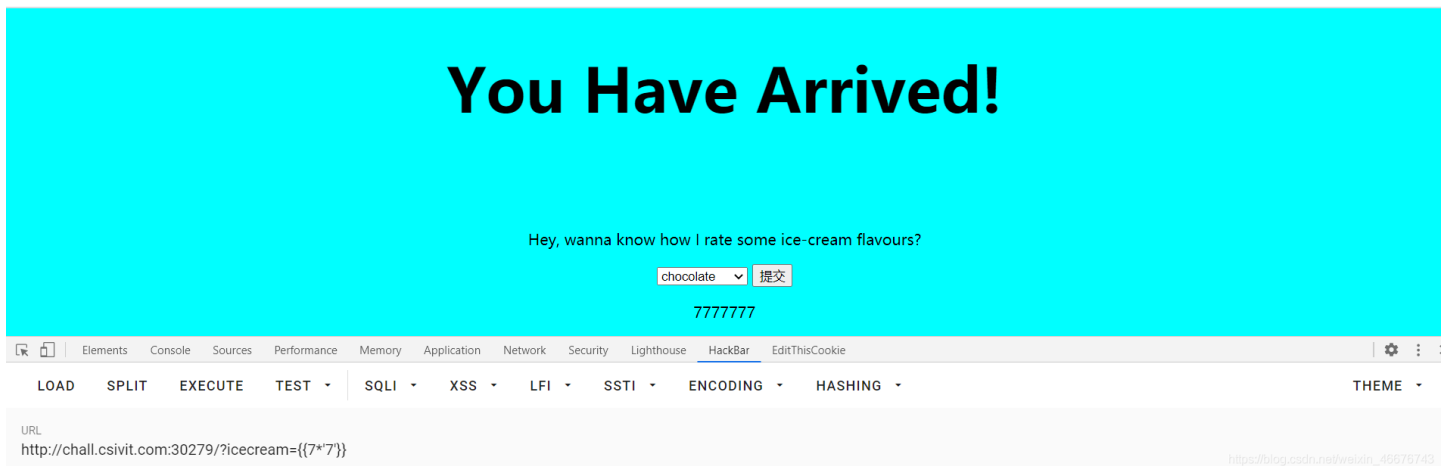 You Have Arrived!
Hey, wanna know how I rate some ice-cream flavours?
chocolate 提交
7777777
Elements Console Sources Performance Memory Application Network Security Lighthouse HackBar EditThisCookie
LOAD SPLIT EXECUTE TEST SQLI XSS LFI SSTI ENCODING HASHING THEME
URL
http://chall.csivit.com:30279/?icecream={{7*'7'}}
https://blog.csdn.net/weixin_46676743